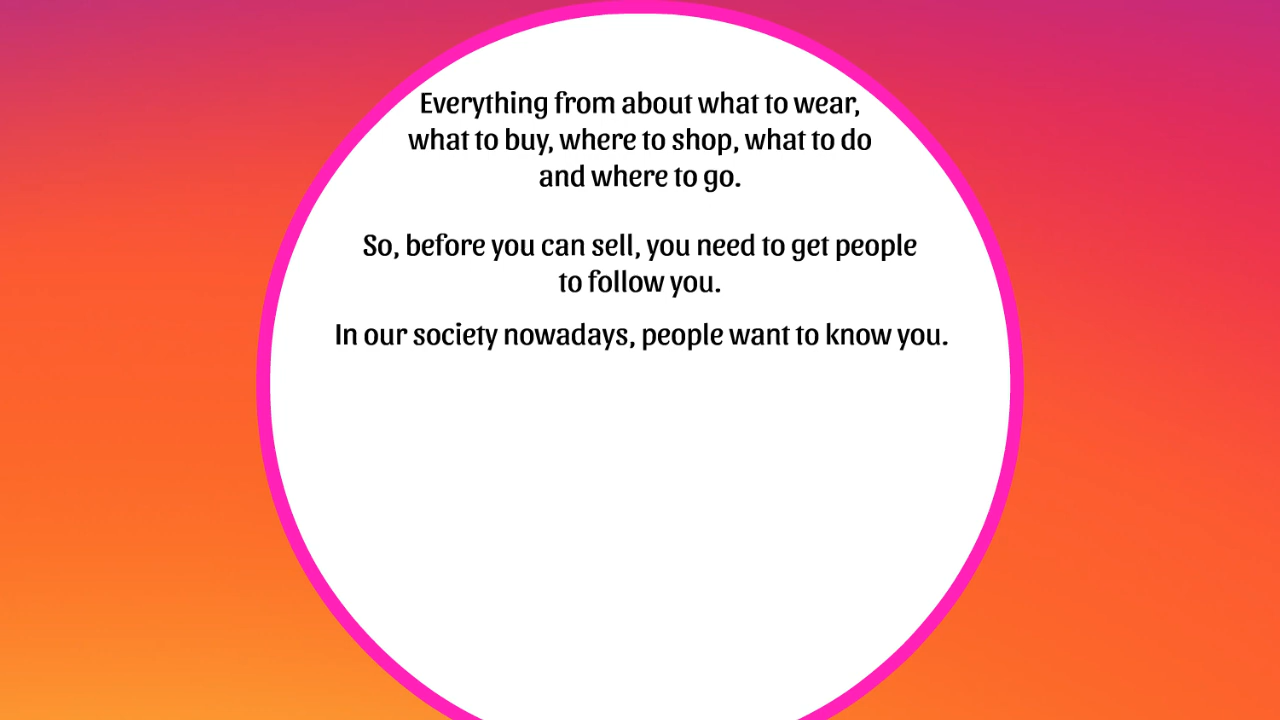 Everything from about what to wear,
what to buy, where to shop, what to do
and where to go.
So, before you can sell, you need to get people
to follow you.
In our society nowadays, people want to know you.